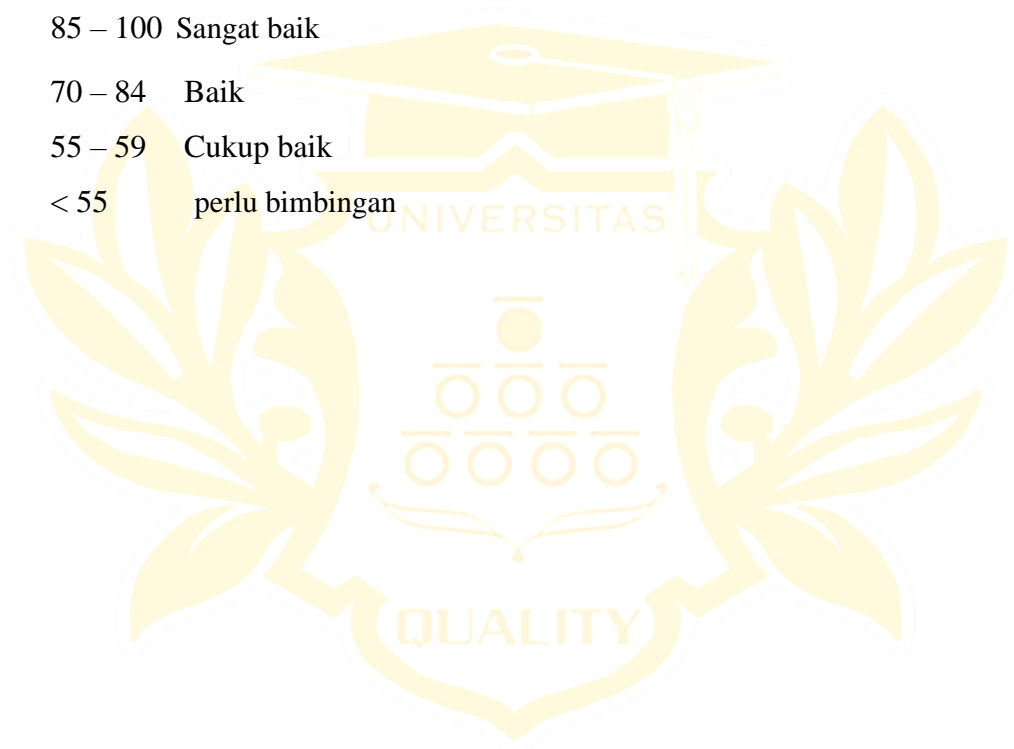 85 – 100 Sangat baik
70 – 84 Baik
55 – 59 Cukup baik
< 55 perlu bimbingan
UNIVERSITAS
QUALITY